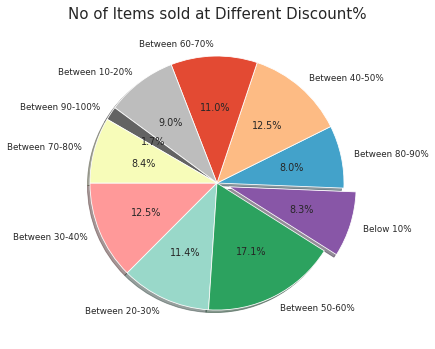 No of Items sold at Different Discount%
Between 60-70%
11.0%
Between 40-50%
12.5%
Between 80-90%
8.0%
Below 10%
8.3%
Between 50-60%
17.1%
Between 20-30%
11.4%
Between 30-40%
12.5%
Between 70-80%
8.4%
Between 90-100%
1.7%
Between 10-20%
9.0%